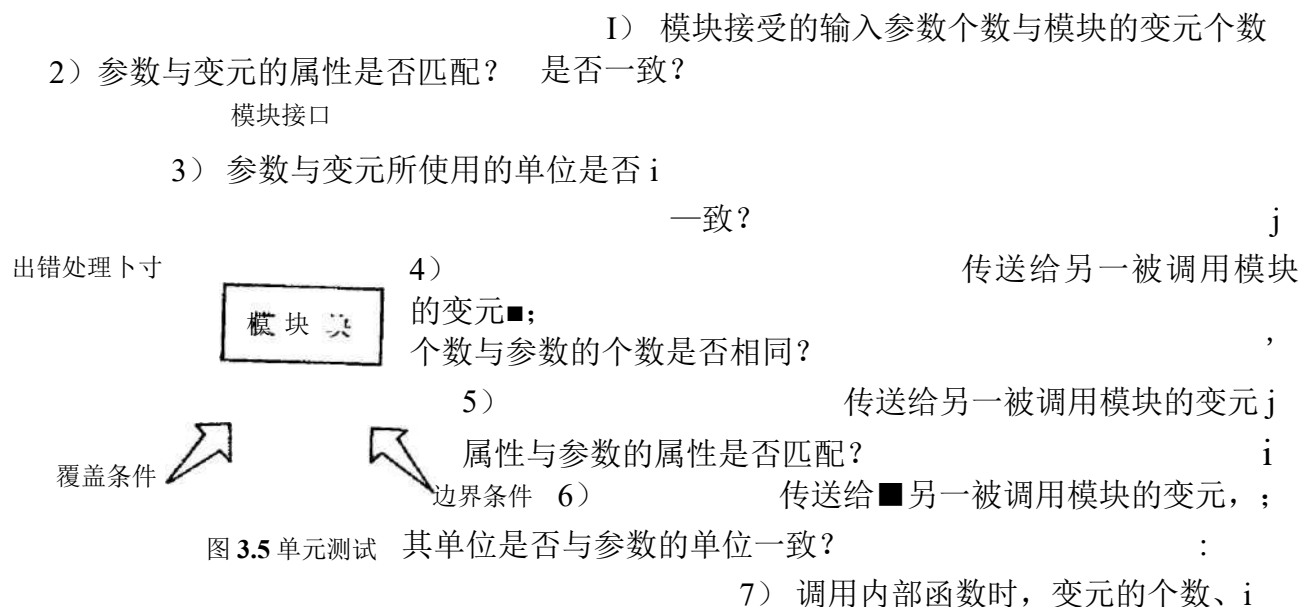 I） 模块接受的输入参数个数与模块的变元个数
2）参数与变元的属性是否匹配？ 是否一致？
模块接口
3） 参数与变元所使用的单位是否 i
—致？ j
出错处理卜寸 4） 传送给另一被调用模块
的变元■；
模 块
个数与参数的个数是否相同？ ，
5） 传送给另一被调用模块的变元 j
属性与参数的属性是否匹配？ i
覆盖条件
边界条件 6） 传送给■另一被调用模块的变元，；
图 3.5 单元测试 其单位是否与参数的单位一致？ :
7） 调用内部函数时，变元的个数、i